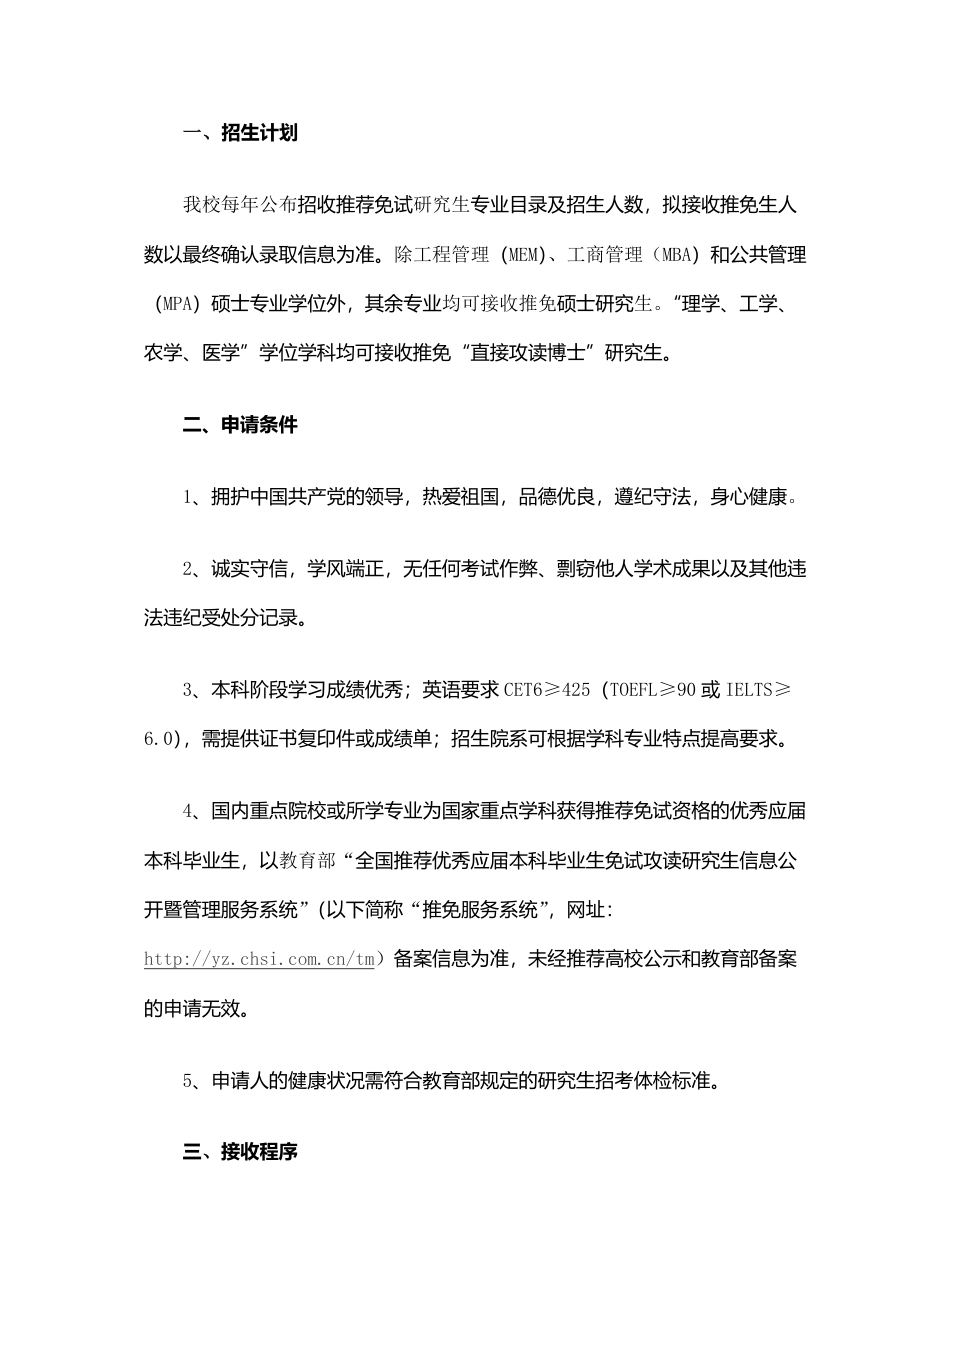 一、招生计划
我校每年公布招收推荐免试研究生专业目录及招生人数，拟接收推免生人
数以最终确认录取信息为准。除工程管理（MEM）、工商管理（MBA）和公共管理
（MPA）硕士专业学位外，其余专业均可接收推免硕士研究生。“理学、工学、
农学、医学”学位学科均可接收推免“直接攻读博士”研究生。
二、申请条件
1、拥护中国共产党的领导，热爱祖国，品德优良，遵纪守法，身心健康。
2、诚实守信，学风端正，无任何考试作弊、剽窃他人学术成果以及其他违
法违纪受处分记录。
3、本科阶段学习成绩优秀；英语要求 CET6≥425（TOEFL≥90 或 IELTS≥
6.0），需提供证书复印件或成绩单；招生院系可根据学科专业特点提高要求。
4、国内重点院校或所学专业为国家重点学科获得推荐免试资格的优秀应届
本科毕业生，以教育部“全国推荐优秀应届本科毕业生免试攻读研究生信息公
开暨管理服务系统”（以下简称“推免服务系统”，网址：
http://yz.chsi.com.cn/tm）备案信息为准，未经推荐高校公示和教育部备案
的申请无效。
5、申请人的健康状况需符合教育部规定的研究生招考体检标准。
三、接收程序